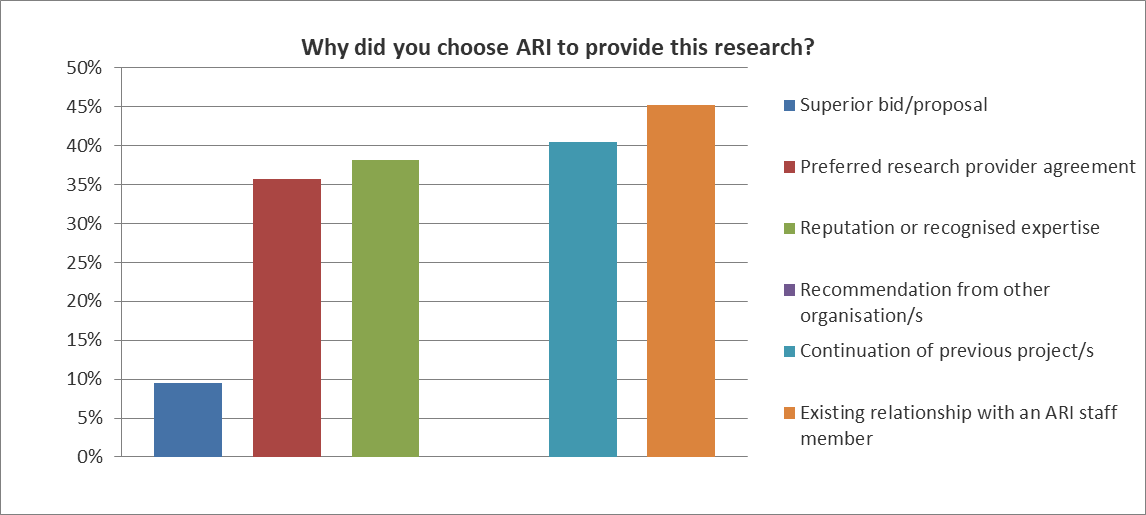 Why did you choose ARI to provide this research?
50%
45%
40%
35%
30%
25%
20%
15%
10%
5%
0%
Superior bid/proposal
Preferred research provider agreement
Reputation or recognised expertise
Recommendation from other
organisation/s
Continuation of previous project/s
Existing relationship with an ARI staff
member